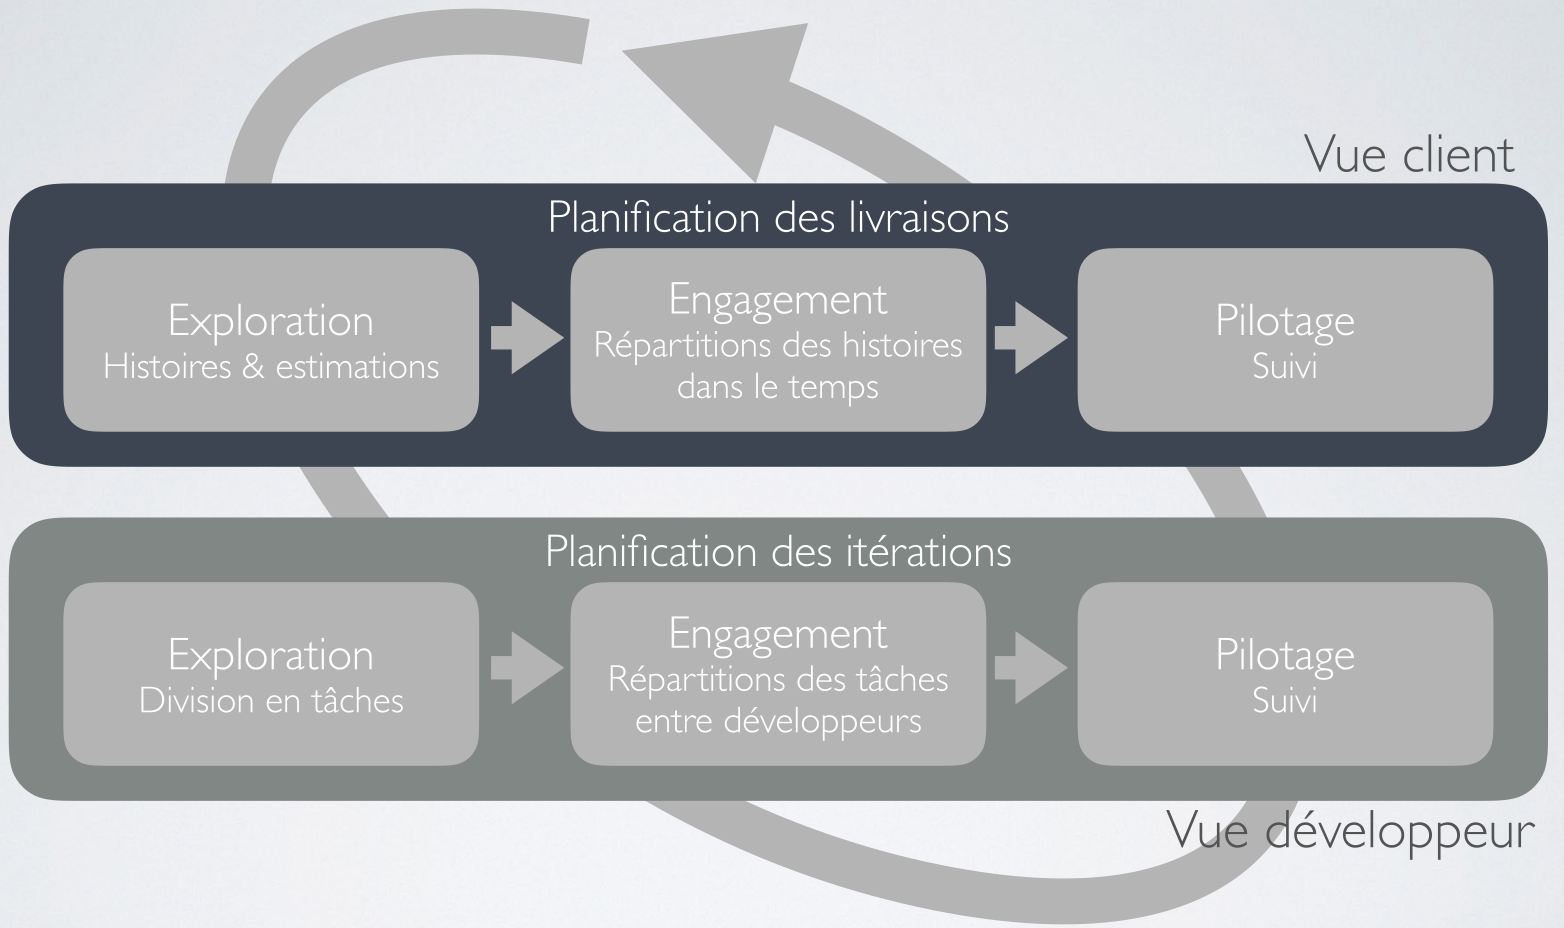 Vue client
Planification des livraisons
Exploration
Histoires & estimations
Engagement
Répartitions des histoires
dans le temps
Pilotage
Suivi
Planification des itérations
Exploration
Division en tâches
Engagement
Répartitions des tâches
entre développeurs
Pilotage
Suivi
Vue développeur